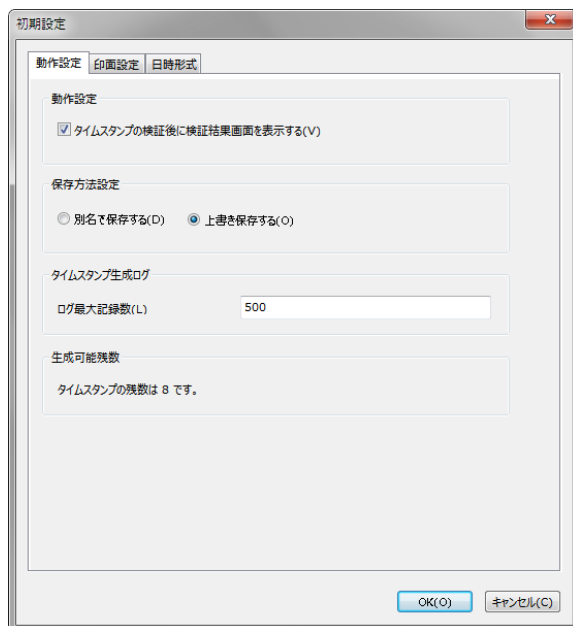 初期設定
動作設定 印面設定 日時形式
動作設定
タイムスタンプの検証後に検証結果画面を表示する(V)
保存方法設定
別名で保存する(D) 上書き保存する(O)
タイムスタンプ生成ログ
ログ最大記録数(L) 500
生成可能残数
タイムスタンプの残数は 8 です。
OK(O) キャンセル(C)